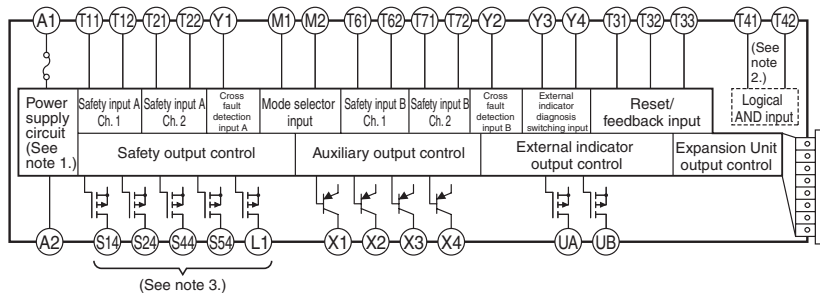 A1 T11 T12 T21 T22 Y1 M1 M2 T61 T62 T71 T72 Y2 Y3 Y4 T31 T32 T33 T41 T42
(See
note
2.)
Power
supply
circuit
(See
note 1.)
Safety input A
Ch. 1
Safety input A
Ch. 2
Cross
fault
detection
input A
Mode selector
input
Safety input B
Ch. 1
Safety input B
Ch. 2
Cross
fault
detection
input B
External
indicator
diagnosis
switching input
Reset/
feedback input
Logical
AND input
Safety output control
Auxiliary output control
External indicator
output control
Expansion Unit
output control
A2 S14 S24 S44 S54 L1 X1 X2 X3 X4 UA UB
(See note 3.)